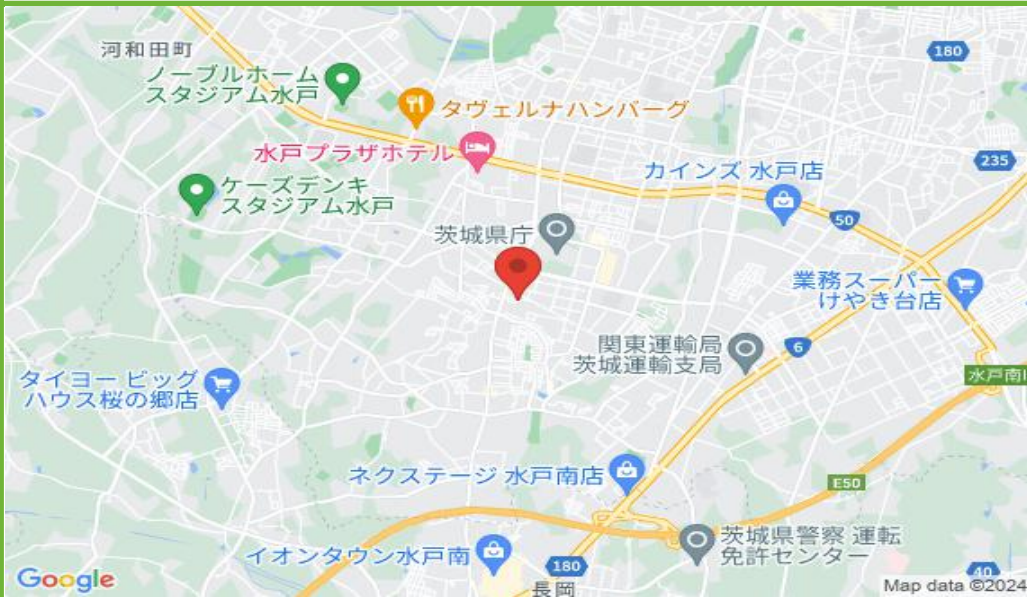 河和田町
180
ノーブルホーム
スタジアム水戸
タヴェルナハンバーグ
水戸プラザホテル
カインズ 水戸店
235
ケーズデンキ
スタジアム水戸
50
茨城県庁
業務スーパー
けやき台店
関東運輸局
茨城運輸支局
6
水戸南I
タイヨー ビッグ
ハウス桜の郷店
ネクステージ 水戸南店
E50
茨城県警察 運転
免許センター
イオンタウン水戸南
180
40
Google
長岡
Map data ©2024